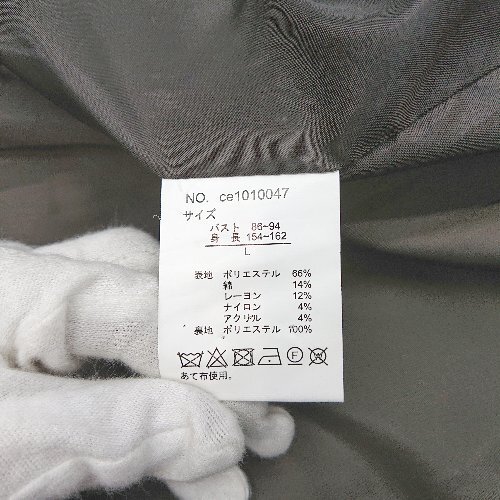 NO. ce1010047
サイズ
バスト 86~94
身 長 154~162
L
表地 ポリエステル 66%
綿 14%
レーヨン 12%
ナイロン 4%
アクリル 4%
裏地 ポリエステル 100%
あて布使用。